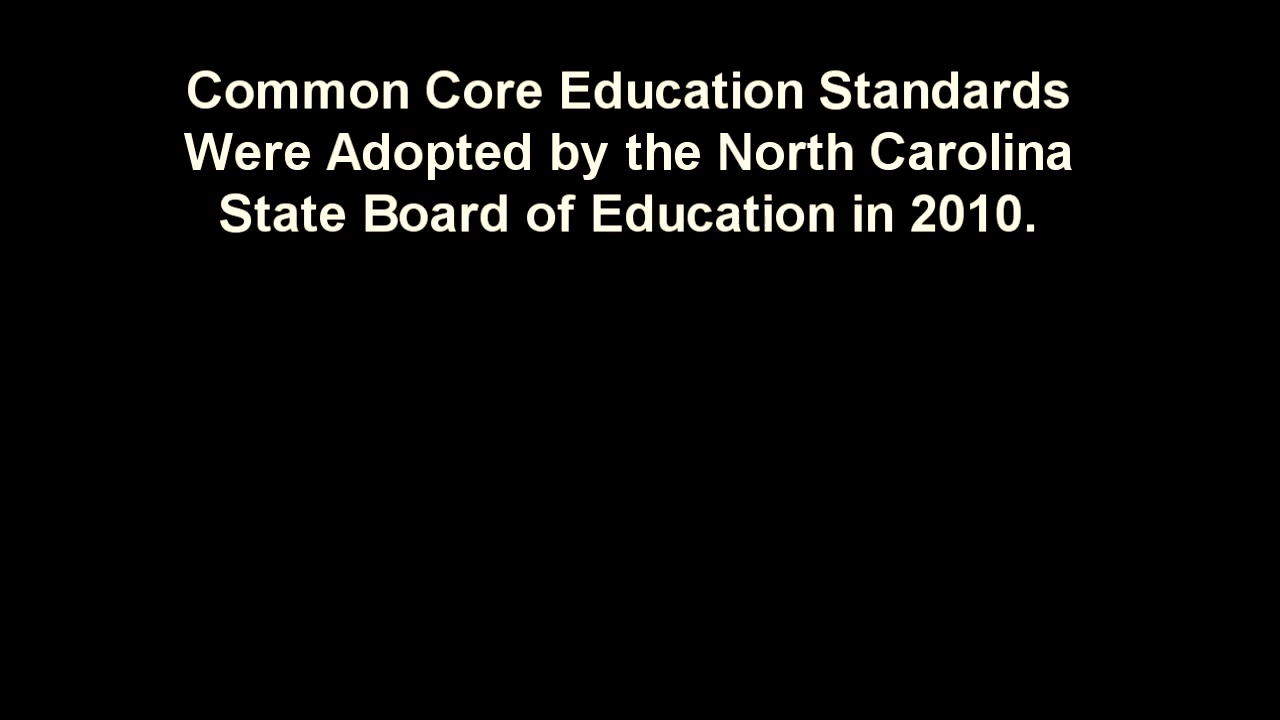 Common Core Education Standards
Were Adopted by the North Carolina
State Board of Education in 2010.